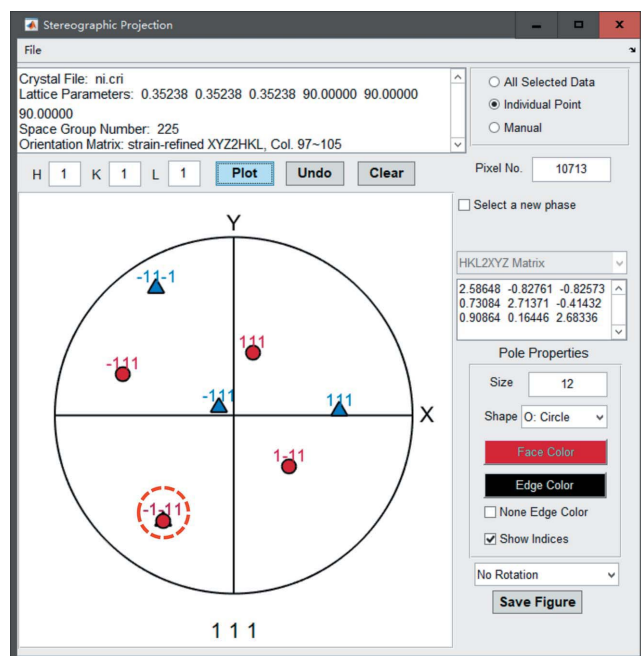 Stereographic Projection
File
Crystal File: ni.cri
Lattice Parameters: 0.35238 0.35238 0.35238 90.00000 90.00000
90.00000
Space Group Number: 225
Orientation Matrix: strain-refined XYZ2HKL, Col. 97~105
All Selected Data
Individual Point
Manual
H 1 K 1 L 1 Plot Undo Clear
Pixel No. 10713
Select a new phase
HKL2XYZ Matrix
2.58648 -0.82761 -0.82573
0.73084 2.71371 -0.41432
0.90864 0.16446 2.68336
Y
-11-1
111
-111
-111
111
X
1-11
-1-11
1 1 1
Pole Properties
Size 12
Shape O: Circle
Face Color
Edge Color
None Edge Color
Show Indices
No Rotation
Save Figure